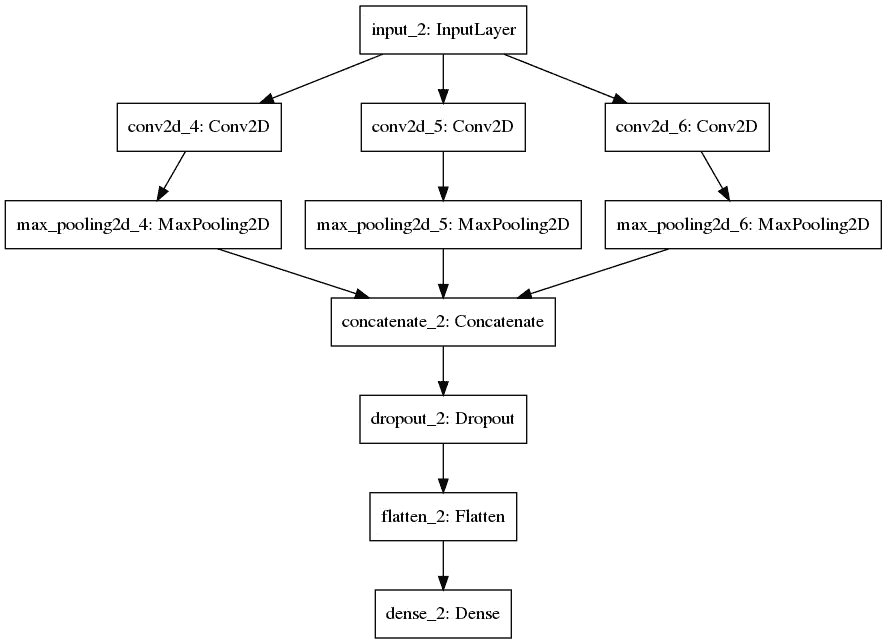 input_2: InputLayer
conv2d_4: Conv2D
conv2d_5: Conv2D
conv2d_6: Conv2D
max_pooling2d_4: MaxPooling2D
max_pooling2d_5: MaxPooling2D
max_pooling2d_6: MaxPooling2D
concatenate_2: Concatenate
dropout_2: Dropout
flatten_2: Flatten
dense_2: Dense